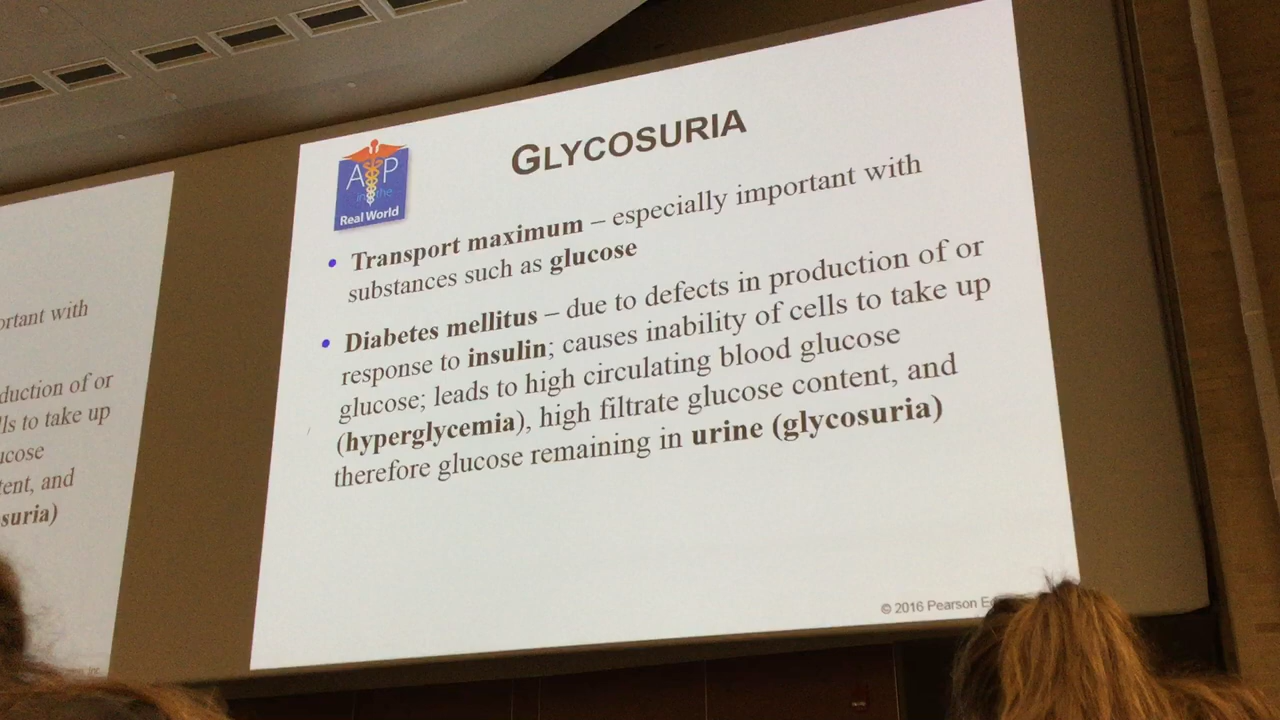 ortant with
duction of or
lls to take up
ucose
tent, and
suria)
A&P
in the
Real World
GLYCOSURIA
• Transport maximum – especially important with
substances such as glucose
• Diabetes mellitus – due to defects in production of or
response to insulin; causes inability of cells to take up
glucose; leads to high circulating blood glucose
(hyperglycemia), high filtrate glucose content, and
therefore glucose remaining in urine (glycosuria)
© 2016 Pearson